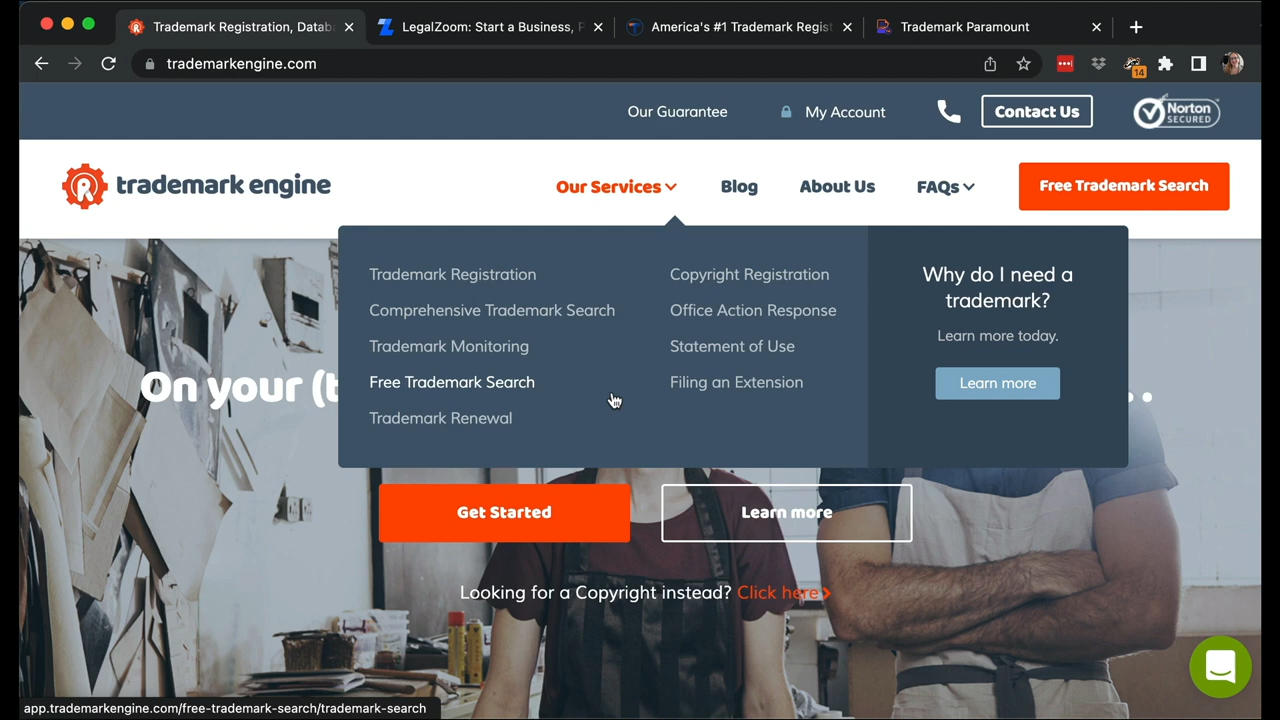 Trademark Registration, Datab
LegalZoom: Start a Business, P
America's #1 Trademark Regist
Trademark Paramount
trademarkengine.com
14
Our Guarantee
My Account
Contact Us
Norton
SECURED
R
trademark engine
Our Services
Blog
About Us
FAQs
Free Trademark Search
Trademark Registration
Comprehensive Trademark Search
Trademark Monitoring
Free Trademark Search
Trademark Renewal
Copyright Registration
Office Action Response
Statement of Use
Filing an Extension
Why do I need a
trademark?
Learn more today.
Learn more
On your (t
Get Started
Learn more
Looking for a Copyright instead? Click here
app.trademarkengine.com/free-trademark-search/trademark-search